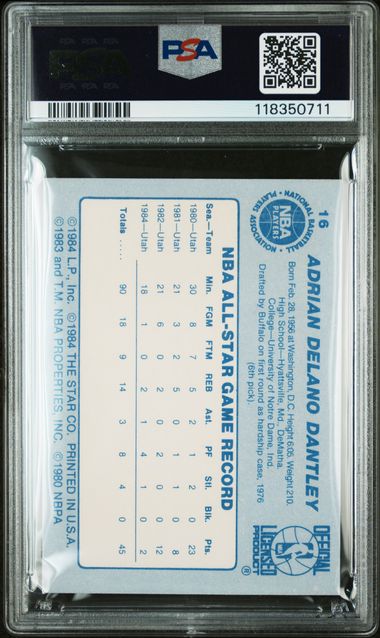 PSA
PSA
118350711
16
NATIONAL BASKETBALL
NBA
PLAYERS
PLAYERS ASSOCIATION
ADRIAN DELANO DANTLEY
Born Feb. 28, 1956 at Washington, D.C. Height 6:05. Weight 210.
High School—Hyattsville, Md., DeMatha.
College—University of Notre Dame, Ind.
Drafted by Buffalo on first round as hardship case, 1976
(6th pick).
OFFICIAL
LICENSED
PRODUCT
®
NBA ALL-STAR GAME RECORD
Sea.—Team Min. FGM FTM REB Ast. PF Stl. Blk. Pts.
1980—Utah 30 8 7 5 2 1 2 0 23
1981—Utah 21 3 2 5 0 1 1 0 8
1982—Utah 21 6 0 2 0 2 0 0 12
1984—Utah 18 1 0 2 1 4 1 0 2
Totals ..... 90 18 9 14 3 8 4 0 45
©1984 L.P., Inc. ©1984 THE STAR CO. PRINTED IN U.S.A.
©1983 and T.M. NBA PROPERTIES, INC. ©1980 NBPA